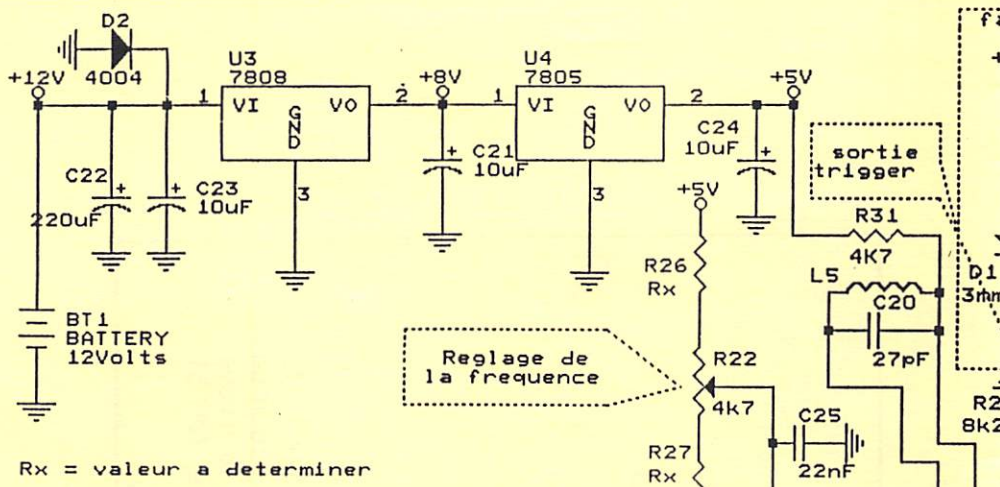 D2
4004
+12V
U3
7808
1
VI
VO
GND
2
3
+8V
U4
7805
1
VI
VO
GND
2
3
+5V
C22
220uF
+
C23
10uF
+
C21
10uF
+
C24
10uF
+
sortie
trigger
+5V
R31
4K7
R26
Rx
L5
C20
27pF
D1
BT1
BATTERY
12Volts
Reglage de
la frequence
R22
4k7
C25
22nF
R27
Rx
8k2
Rx = valeur a determiner